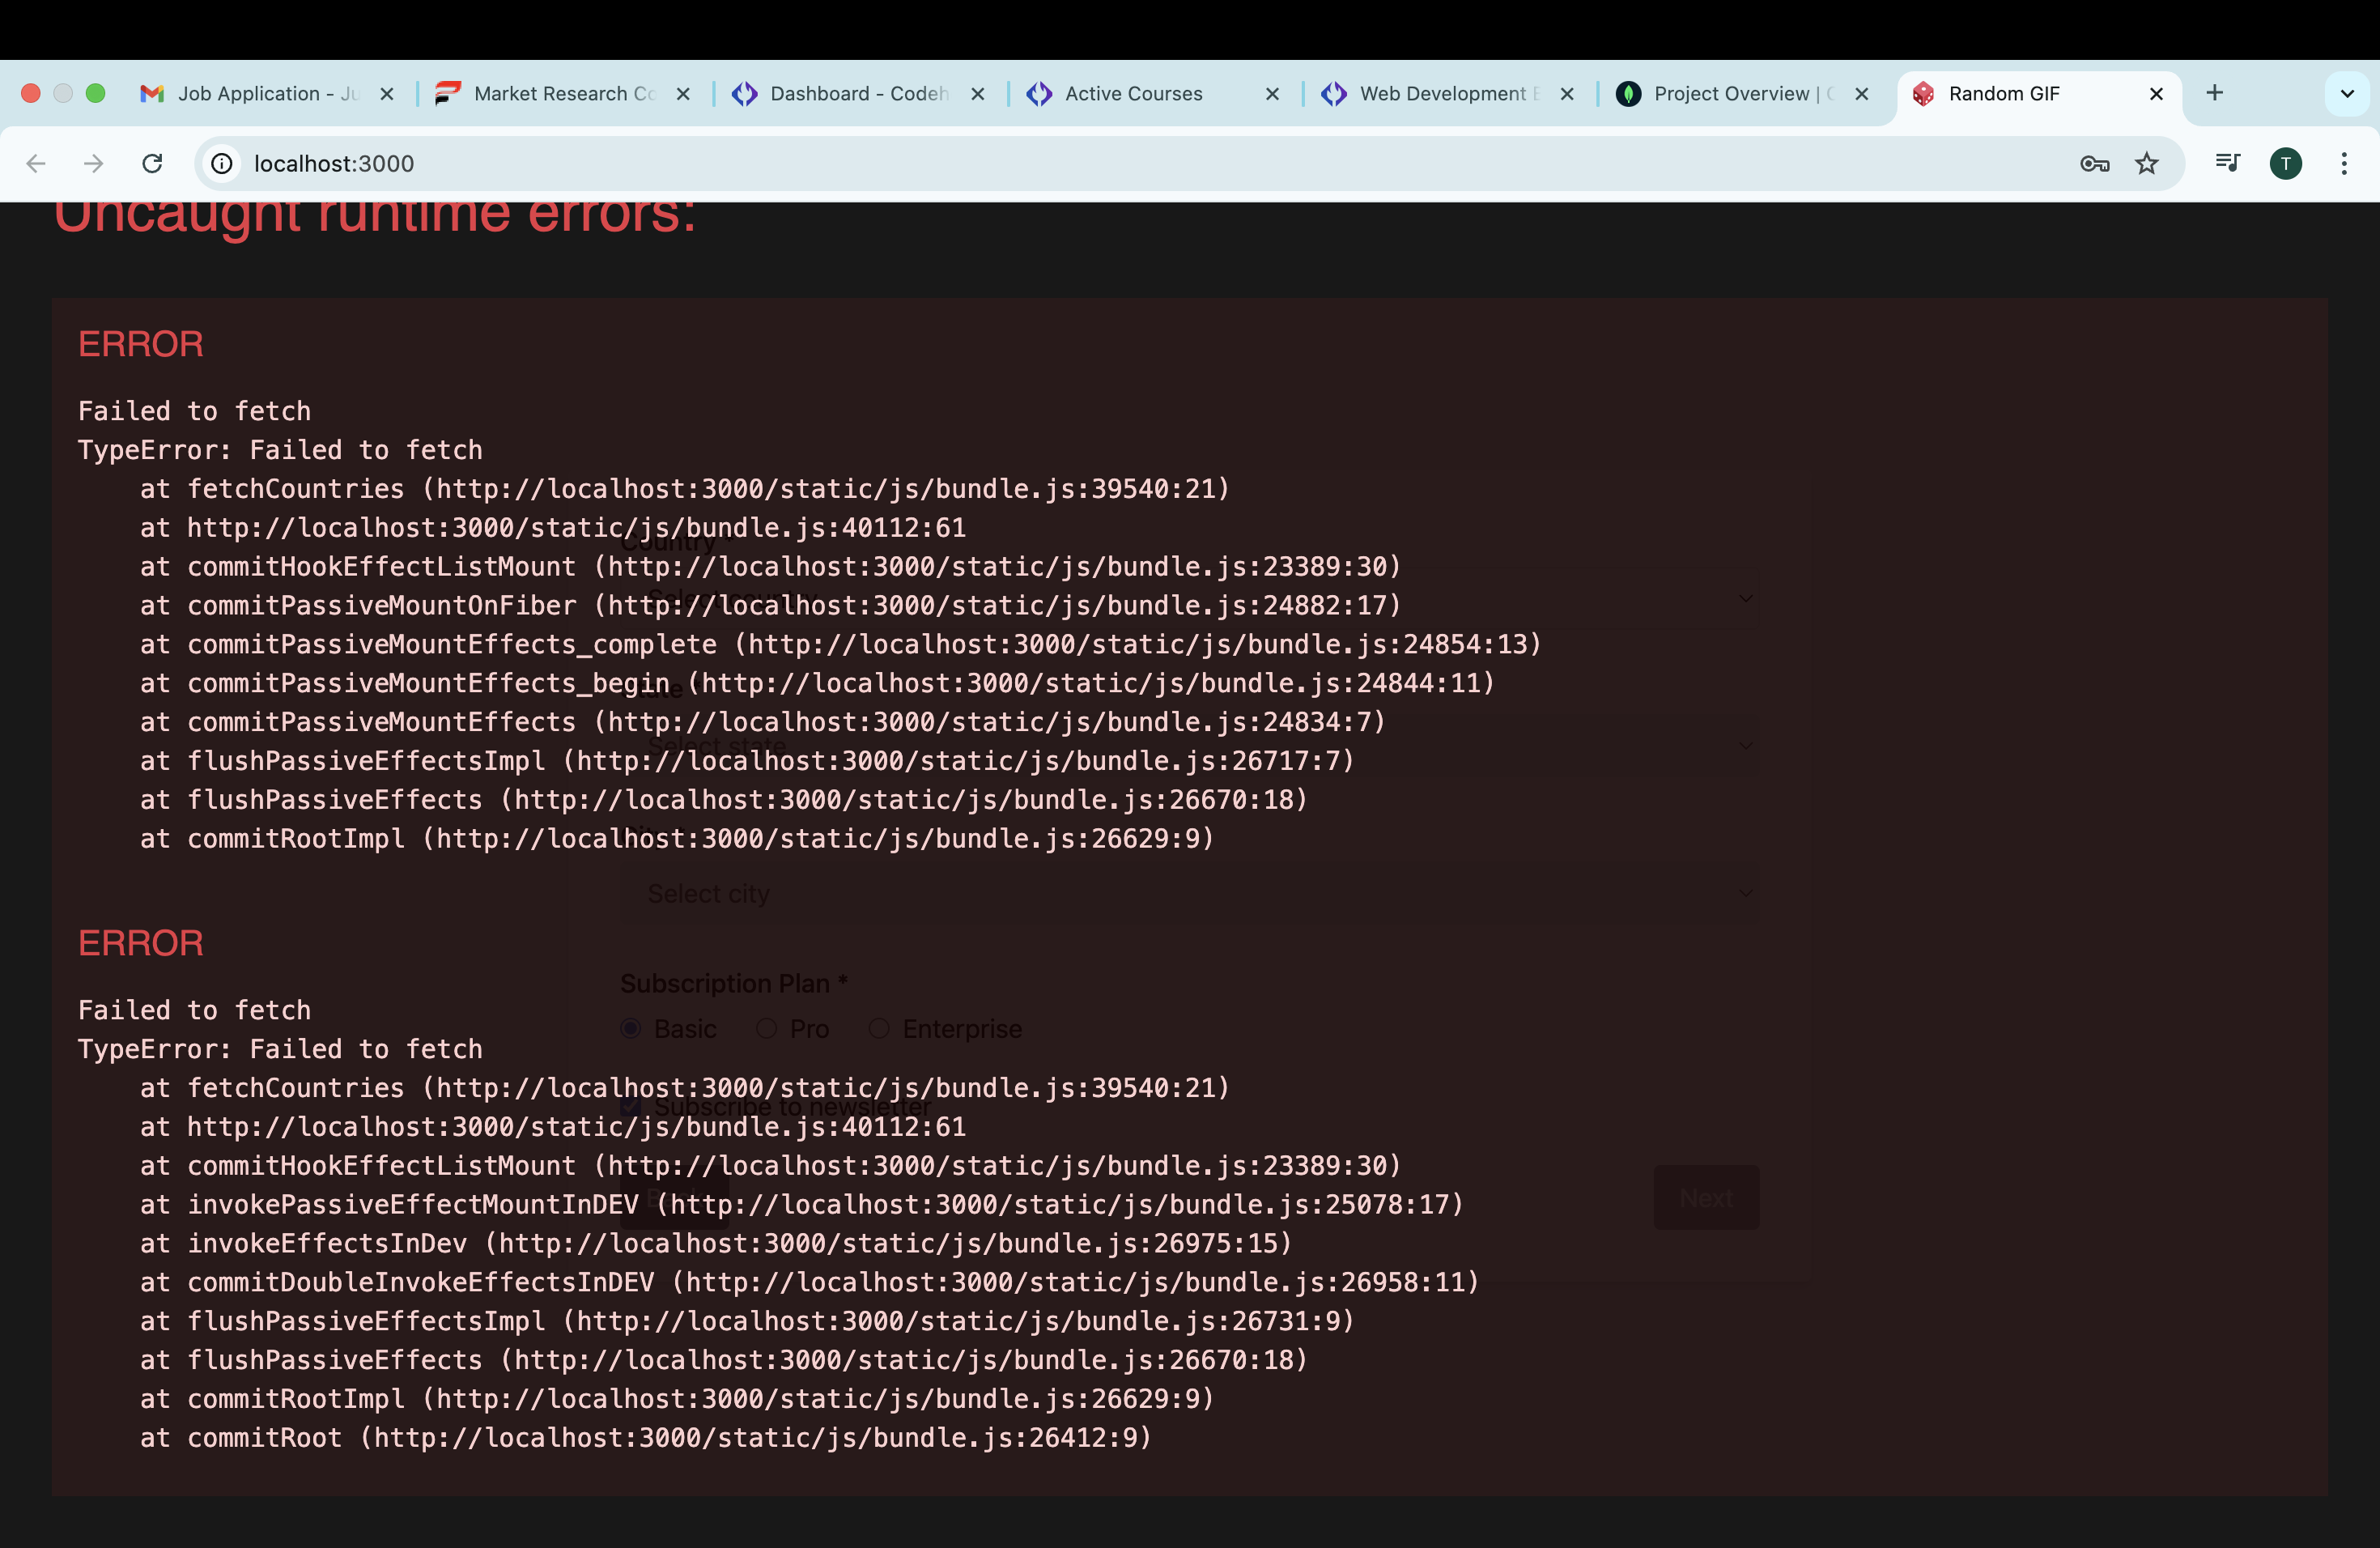 Job Application - Ju
Market Research Co
Dashboard - Codeh
Active Courses
Web Development E
Project Overview | C
Random GIF
localhost:3000
T
Uncaught runtime errors:
ERROR
Failed to fetch
TypeError: Failed to fetch
at fetchCountries (http://localhost:3000/static/js/bundle.js:39540:21)
at http://localhost:3000/static/js/bundle.js:40112:61
Country
at commitHookEffectListMount (http://localhost:3000/static/js/bundle.js:23389:30)
at commitPassiveMountOnFiber (http://localhost:3000/static/js/bundle.js:24882:17)
Select country
at commitPassiveMountEffects_complete (http://localhost:3000/static/js/bundle.js:24854:13)
at commitPassiveMountEffects_begin (http://localhost:3000/static/js/bundle.js:24844:11)
State
at commitPassiveMountEffects (http://localhost:3000/static/js/bundle.js:24834:7)
Select state
at flushPassiveEffectsImpl (http://localhost:3000/static/js/bundle.js:26717:7)
at flushPassiveEffects (http://localhost:3000/static/js/bundle.js:26670:18)
at commitRootImpl (http://localhost:3000/static/js/bundle.js:26629:9)
Select city
ERROR
Subscription Plan *
Failed to fetch
Basic Pro Enterprise
TypeError: Failed to fetch
at fetchCountries (http://localhost:3000/static/js/bundle.js:39540:21)
Subscribe to newsletter
at http://localhost:3000/static/js/bundle.js:40112:61
at commitHookEffectListMount (http://localhost:3000/static/js/bundle.js:23389:30)
Next
at invokePassiveEffectMountInDEV (http://localhost:3000/static/js/bundle.js:25078:17)
at invokeEffectsInDev (http://localhost:3000/static/js/bundle.js:26975:15)
at commitDoubleInvokeEffectsInDEV (http://localhost:3000/static/js/bundle.js:26958:11)
at flushPassiveEffectsImpl (http://localhost:3000/static/js/bundle.js:26731:9)
at flushPassiveEffects (http://localhost:3000/static/js/bundle.js:26670:18)
at commitRootImpl (http://localhost:3000/static/js/bundle.js:26629:9)
at commitRoot (http://localhost:3000/static/js/bundle.js:26412:9)